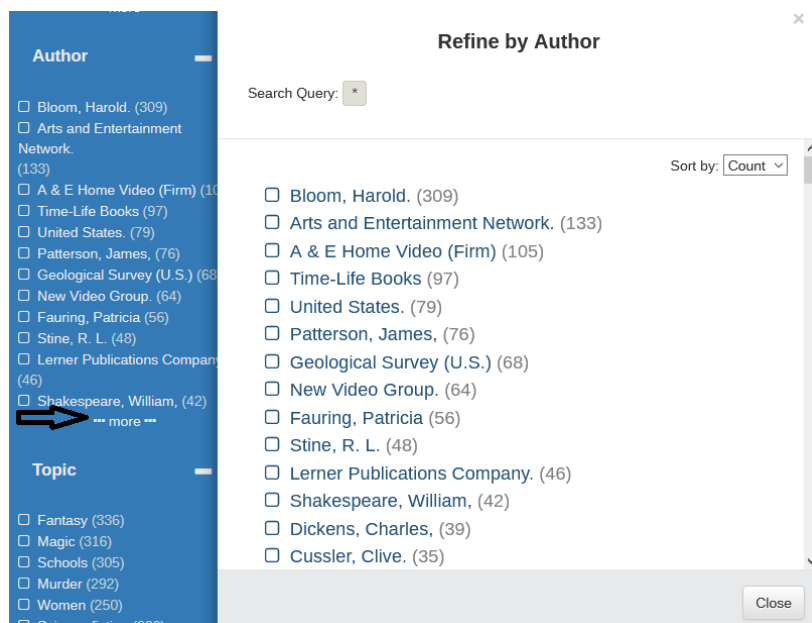 Author
Bloom, Harold. (309)
Arts and Entertainment
Network.
(133)
A & E Home Video (Firm) (10
Time-Life Books (97)
United States. (79)
Patterson, James, (76)
Geological Survey (U.S.) (68
New Video Group. (64)
Fauring, Patricia (56)
Stine, R. L. (48)
Lerner Publications Company
(46)
Shakespeare, William, (42)
┅ more ┅
Topic
Fantasy (336)
Magic (316)
Schools (305)
Murder (292)
Women (250)
×
Refine by Author
Search Query: *
Sort by: Count
Bloom, Harold. (309)
Arts and Entertainment Network. (133)
A & E Home Video (Firm) (105)
Time-Life Books (97)
United States. (79)
Patterson, James, (76)
Geological Survey (U.S.) (68)
New Video Group. (64)
Fauring, Patricia (56)
Stine, R. L. (48)
Lerner Publications Company. (46)
Shakespeare, William, (42)
Dickens, Charles, (39)
Cussler, Clive. (35)
Close